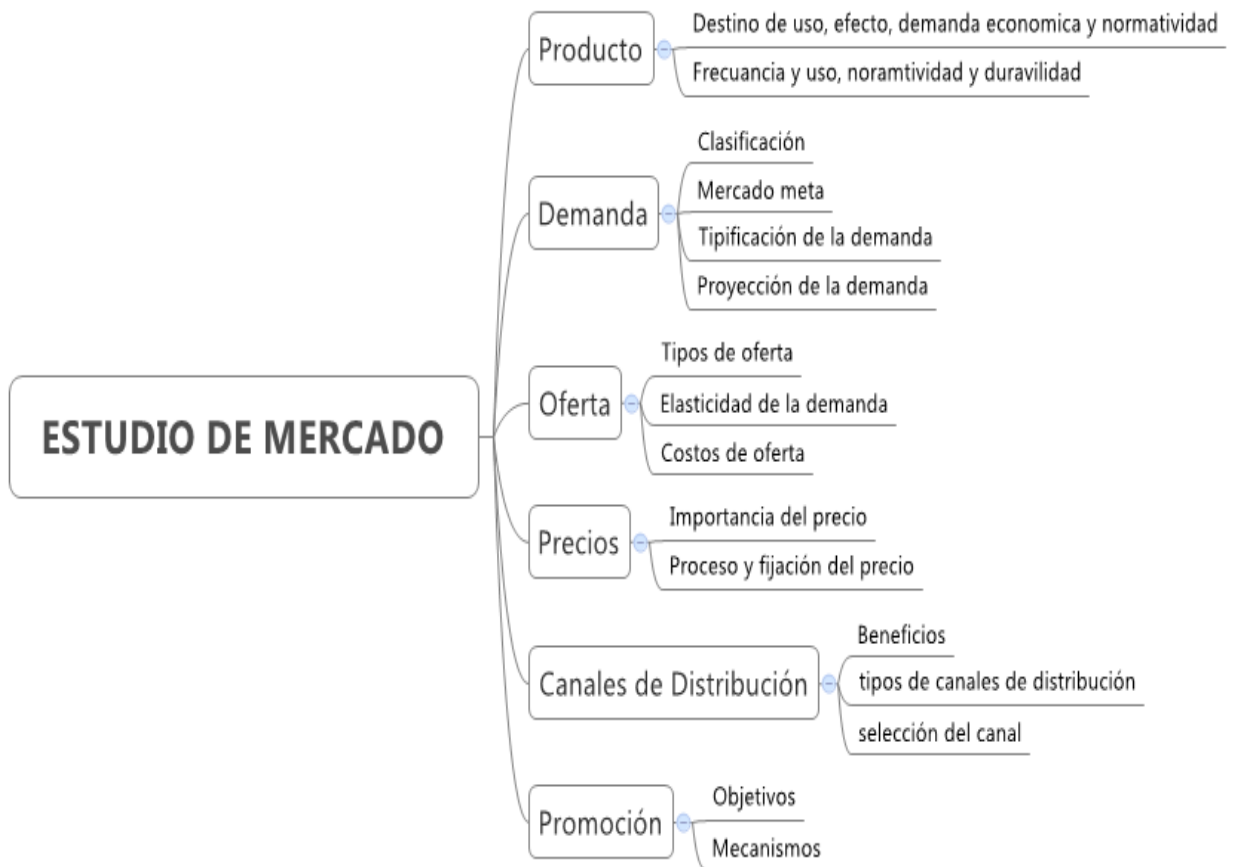 ESTUDIO DE MERCADO
Producto
Destino de uso, efecto, demanda economica y normatividad
Frecuancia y uso, noramtividad y duravilidad
Demanda
Clasificación
Mercado meta
Tipificación de la demanda
Proyección de la demanda
Oferta
Tipos de oferta
Elasticidad de la demanda
Costos de oferta
Precios
Importancia del precio
Proceso y fijación del precio
Canales de Distribución
Beneficios
tipos de canales de distribución
selección del canal
Promoción
Objetivos
Mecanismos